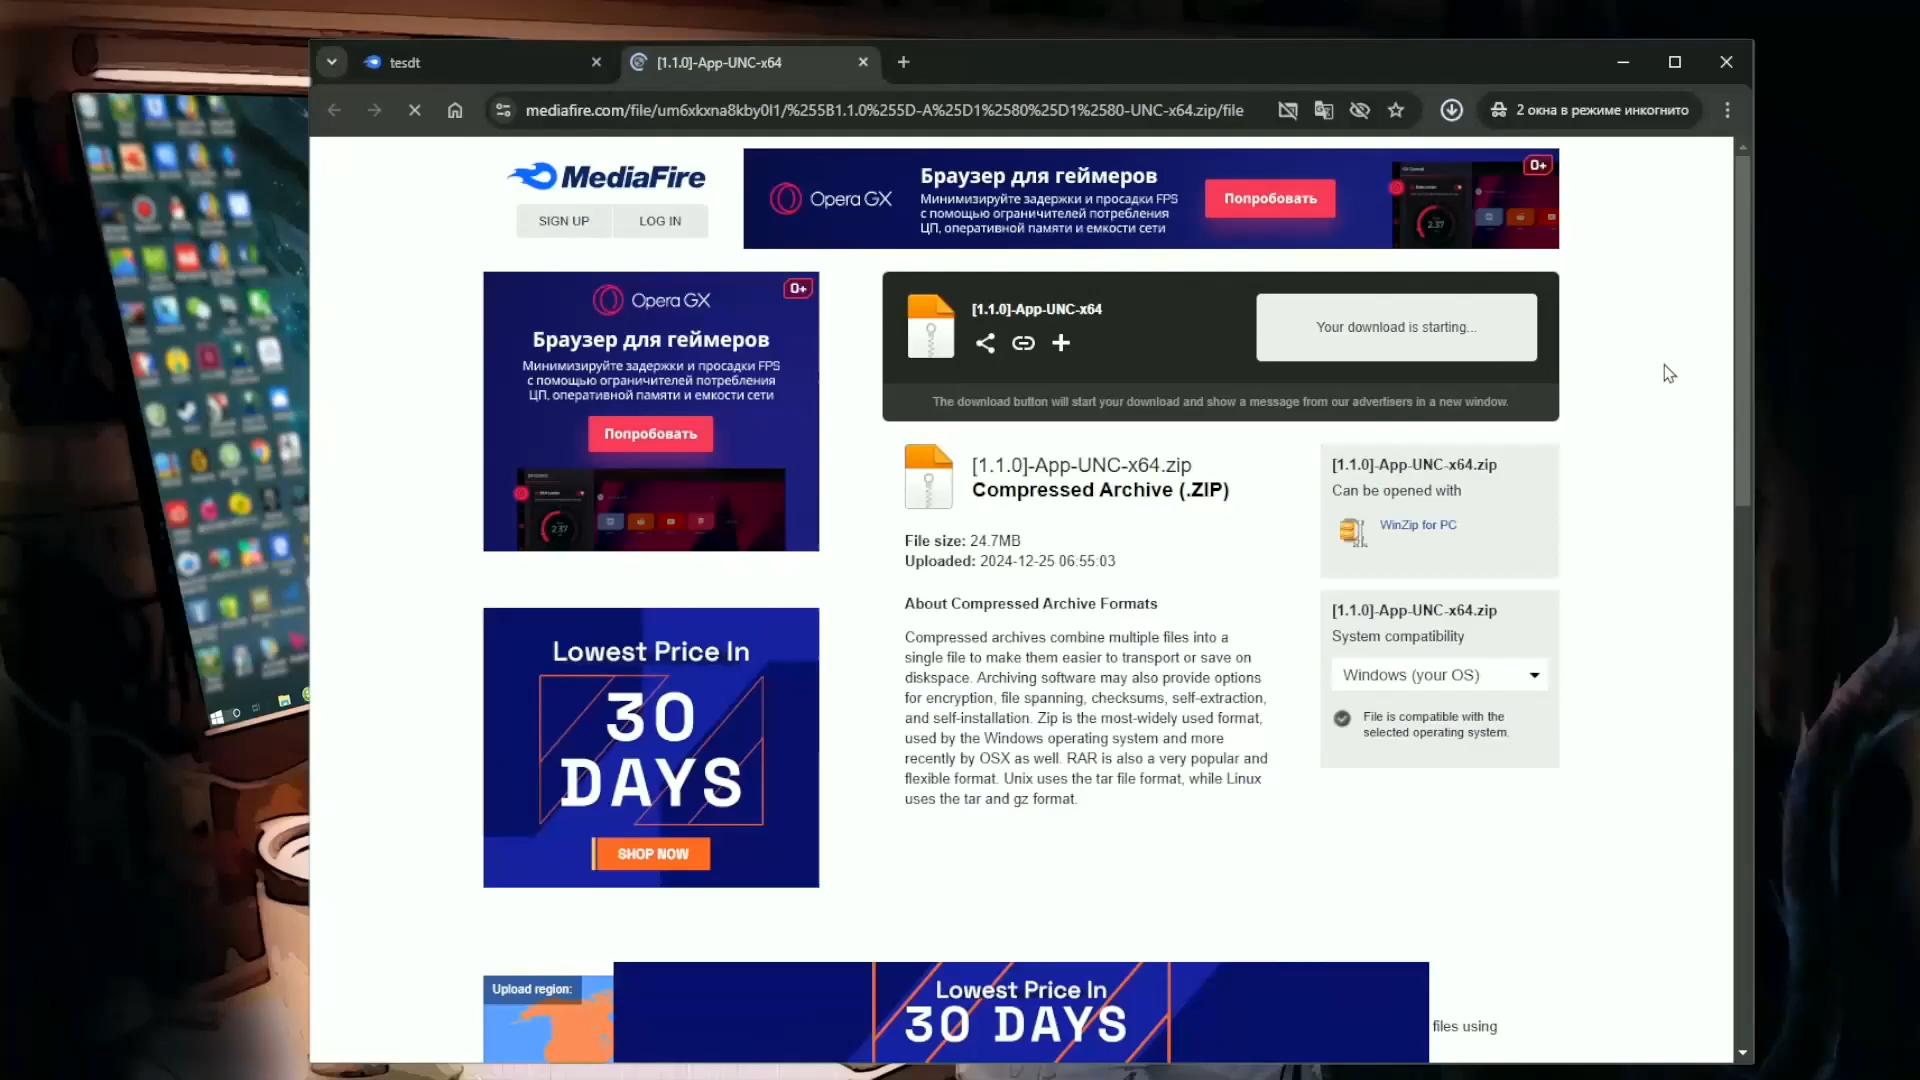 tesdt
[1.1.0]-App-UNC-x64
mediafire.com/file/um6xkxna8kby0l1/%255B1.1.0%255D-A%25D1%2580%25D1%2580-UNC-x64.zip/file
2 окна в режиме инкогнито
MediaFire
SIGN UP
LOG IN
Opera GX
Браузер для геймеров
Минимизируйте задержки и просадки FPS
с помощью ограничителей потребления
ЦП, оперативной памяти и емкости сети
Попробовать
0+
2.37
Opera GX
0+
Браузер для геймеров
Минимизируйте задержки и просадки FPS
с помощью ограничителей потребления
ЦП, оперативной памяти и емкости сети
Попробовать
2.37
[1.1.0]-App-UNC-x64
Your download is starting...
The download button will start your download and show a message from our advertisers in a new window.
[1.1.0]-App-UNC-x64.zip
Compressed Archive (.ZIP)
File size: 24.7MB
Uploaded: 2024-12-25 06:55:03
About Compressed Archive Formats
Compressed archives combine multiple files into a
single file to make them easier to transport or save on
diskspace. Archiving software may also provide options
for encryption, file spanning, checksums, self-extraction,
and self-installation. Zip is the most-widely used format,
used by the Windows operating system and more
recently by OSX as well. RAR is also a very popular and
flexible format. Unix uses the tar file format, while Linux
uses the tar and gz format.
[1.1.0]-App-UNC-x64.zip
Can be opened with
WinZip for PC
[1.1.0]-App-UNC-x64.zip
System compatibility
Windows (your OS)
File is compatible with the
selected operating system.
Lowest Price In
30
DAYS
SHOP NOW
Upload region:
Lowest Price In
30 DAYS
files using